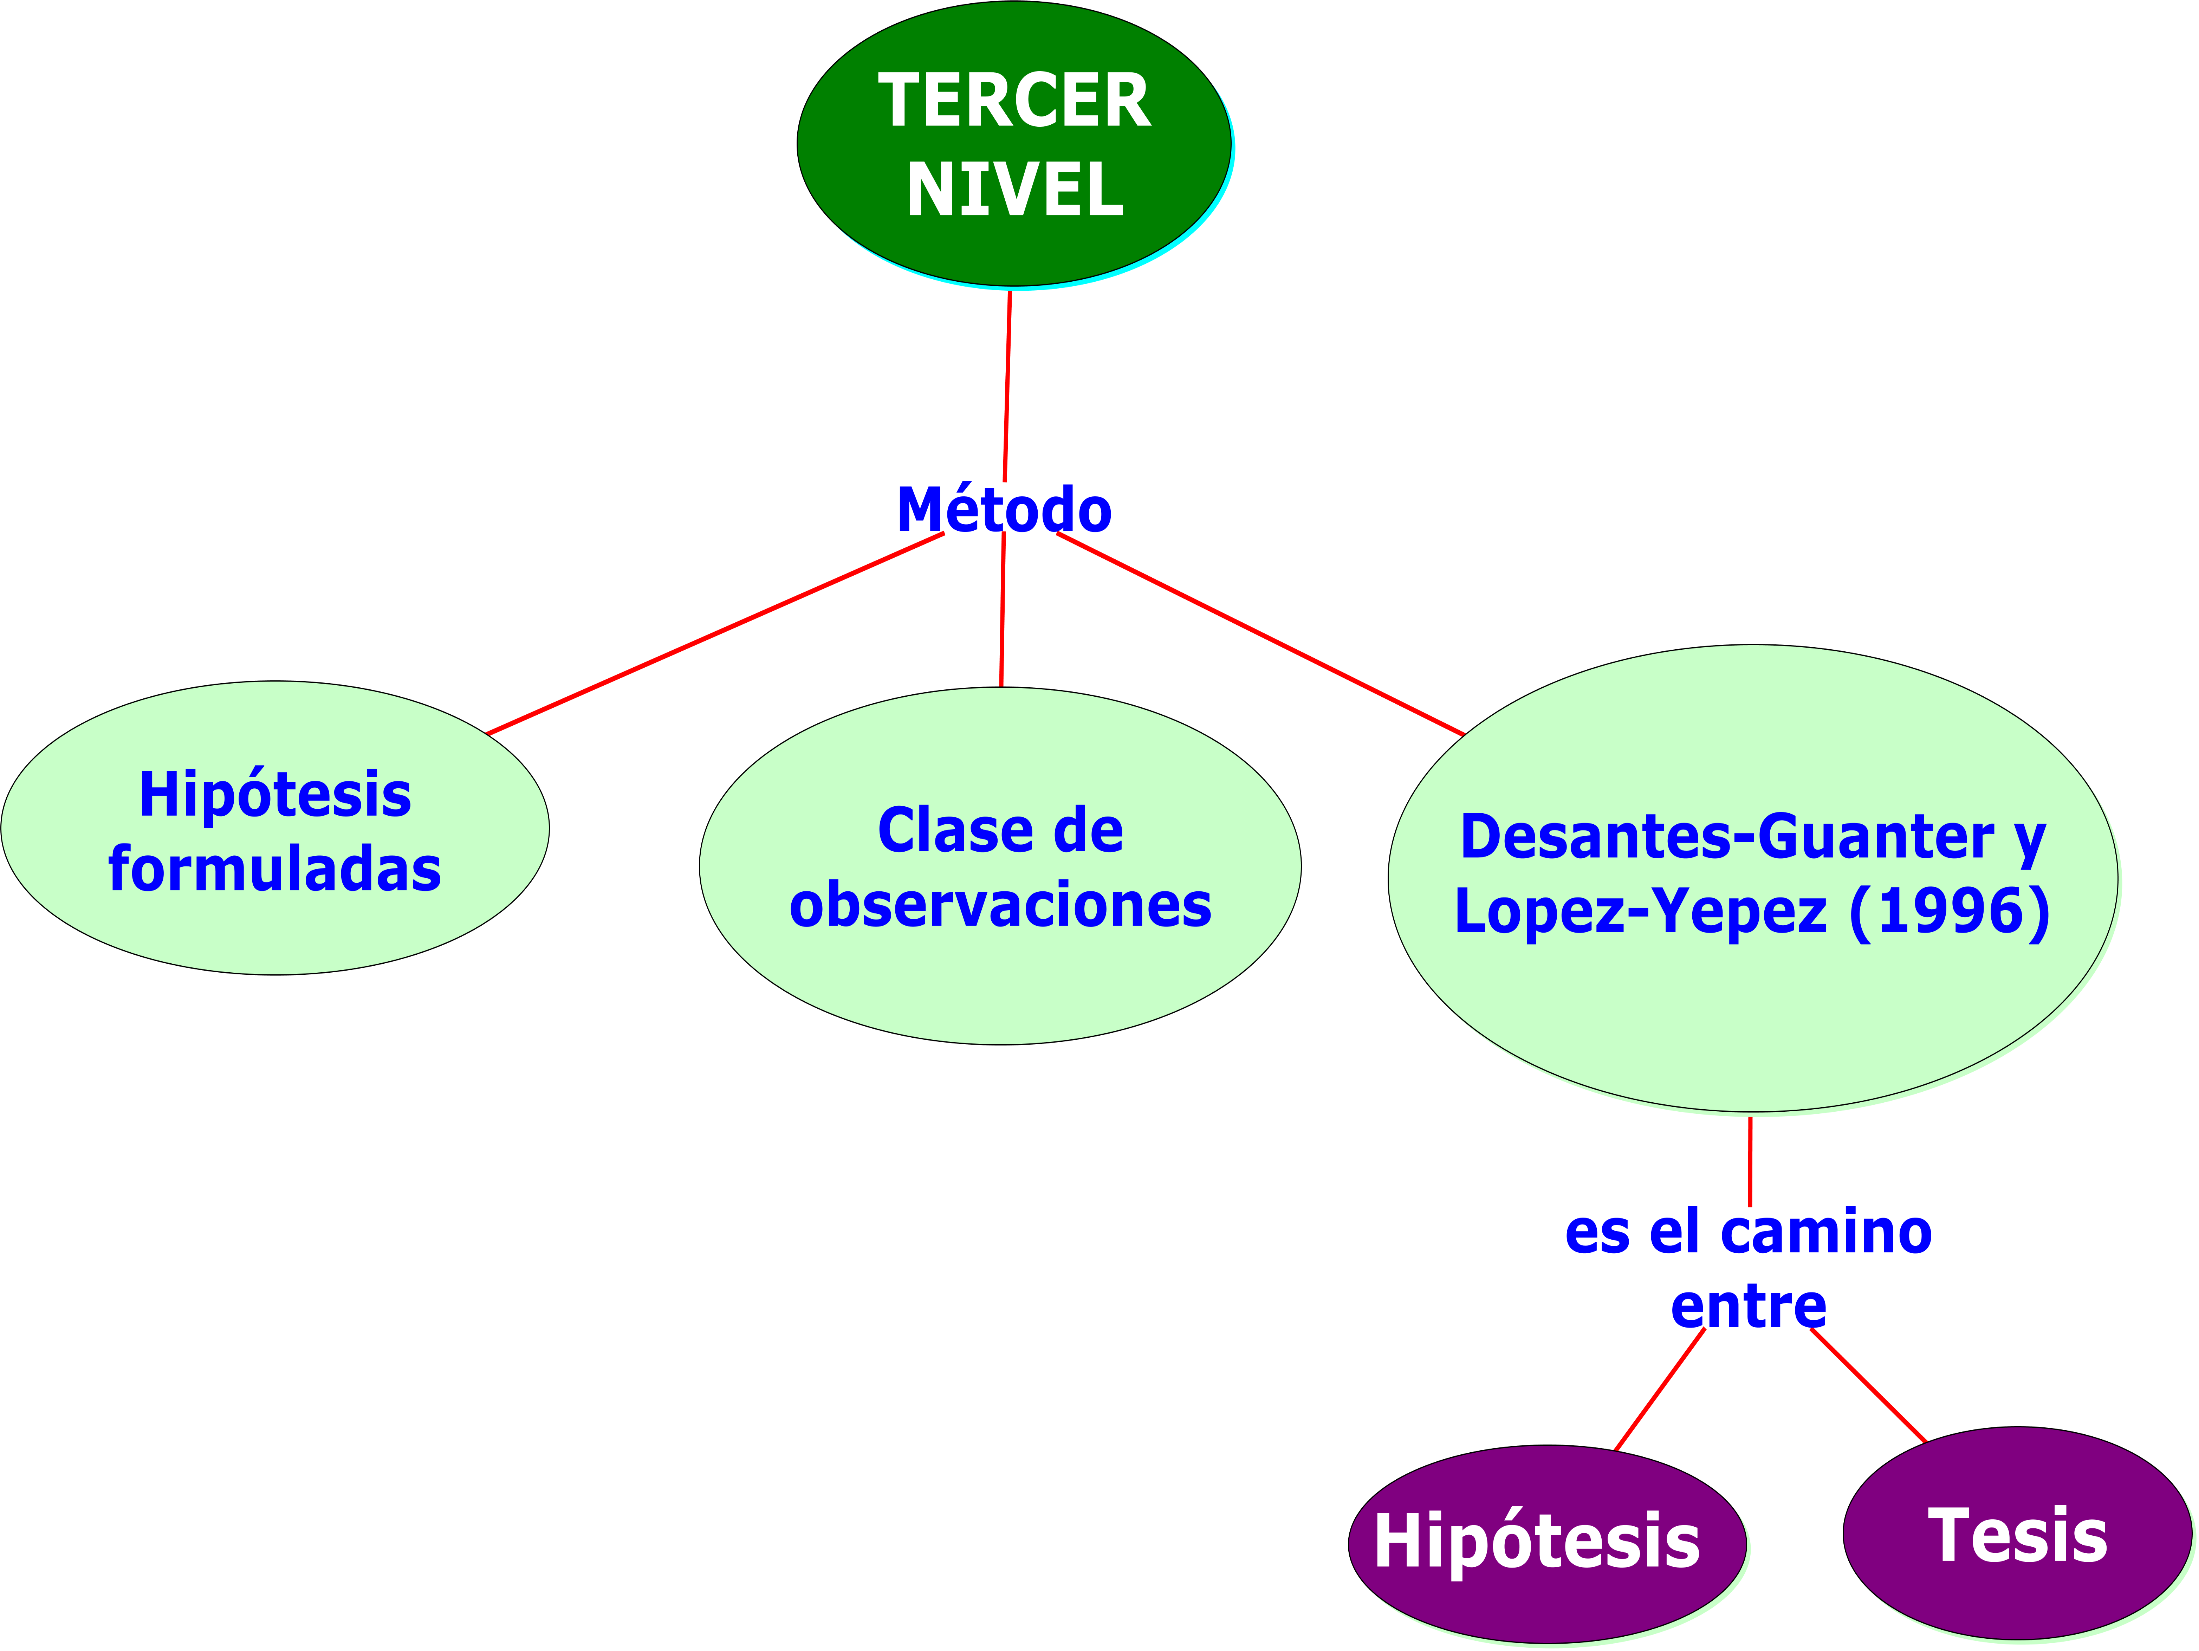 TERCER
NIVEL
Método
Hipótesis
formuladas
Clase de
observaciones
Desantes-Guanter y
Lopez-Yepez (1996)
es el camino
entre
Hipótesis
Tesis